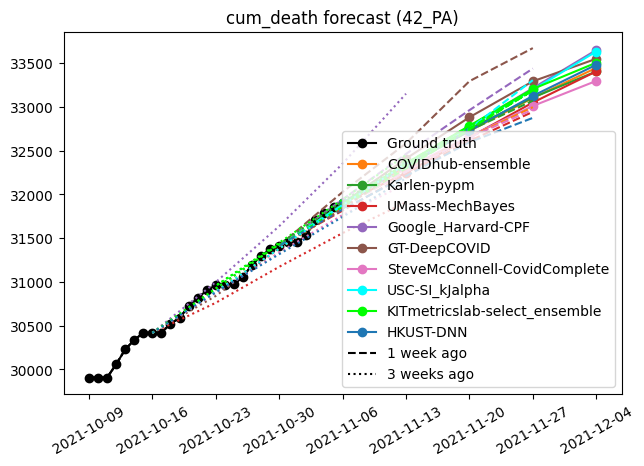 cum_death forecast (42_PA)
33500
33000
32500
32000
31500
31000
30500
30000
Ground truth
COVIDhub-ensemble
Karlen-pypm
UMass-MechBayes
Google_Harvard-CPF
GT-DeepCOVID
SteveMcConnell-CovidComplete
USC-SI_kJalpha
KITmetricslab-select_ensemble
HKUST-DNN
1 week ago
3 weeks ago
2021-10-09
2021-10-16
2021-10-23
2021-10-30
2021-11-06
2021-11-13
2021-11-20
2021-11-27
2021-12-04